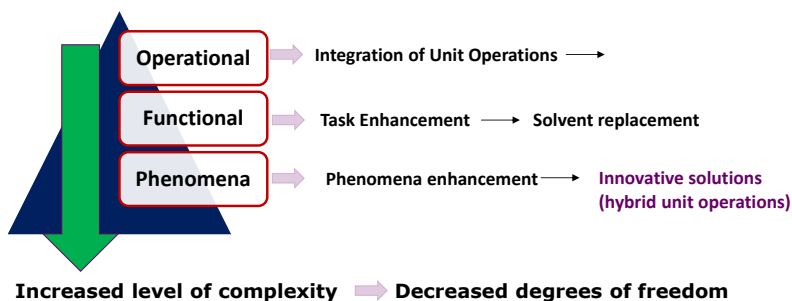 Operational
Integration of Unit Operations
Functional
Task Enhancement
Solvent replacement
Phenomena
Phenomena enhancement
Innovative solutions
(hybrid unit operations)
Increased level of complexity
Decreased degrees of freedom